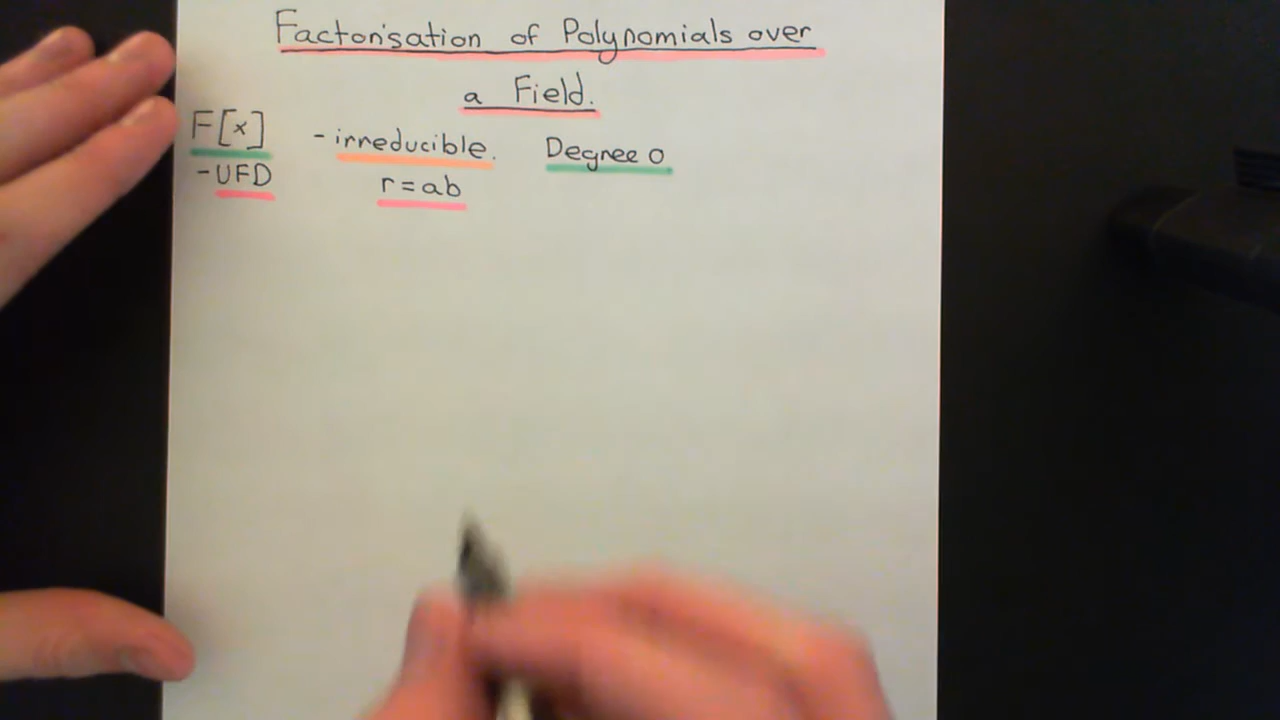 Factorisation of Polynomials over
a Field.
F[x] - irreducible. Degree 0
- UFD r = ab